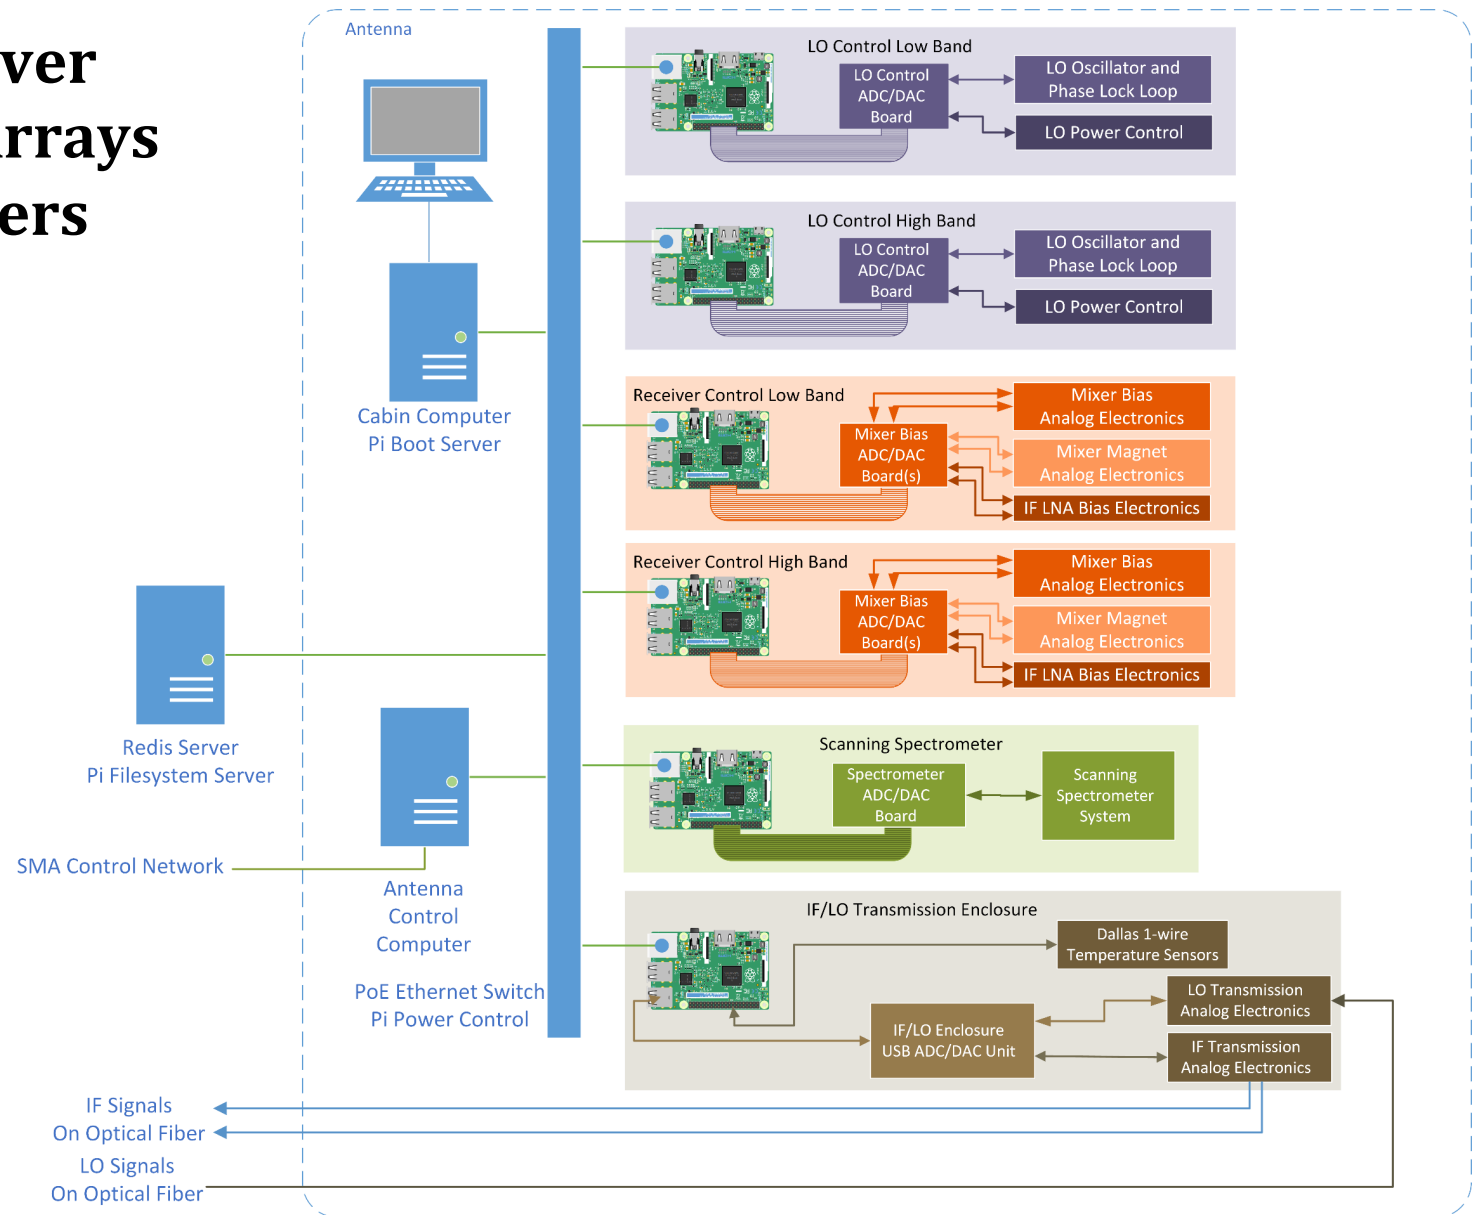 ver
rrays
ers
Antenna
Cabin Computer
Pi Boot Server
Redis Server
Pi Filesystem Server
SMA Control Network
Antenna
Control
Computer
PoE Ethernet Switch
Pi Power Control
IF Signals
On Optical Fiber
LO Signals
On Optical Fiber
LO Control Low Band
LO Control
ADC/DAC
Board
LO Oscillator and
Phase Lock Loop
LO Power Control
LO Control High Band
LO Control
ADC/DAC
Board
LO Oscillator and
Phase Lock Loop
LO Power Control
Receiver Control Low Band
Mixer Bias
ADC/DAC
Board(s)
Mixer Bias
Analog Electronics
Mixer Magnet
Analog Electronics
IF LNA Bias Electronics
Receiver Control High Band
Mixer Bias
ADC/DAC
Board(s)
Mixer Bias
Analog Electronics
Mixer Magnet
Analog Electronics
IF LNA Bias Electronics
Scanning Spectrometer
Spectrometer
ADC/DAC
Board
Scanning
Spectrometer
System
IF/LO Transmission Enclosure
Dallas 1-wire
Temperature Sensors
LO Transmission
Analog Electronics
IF/LO Enclosure
USB ADC/DAC Unit
IF Transmission
Analog Electronics